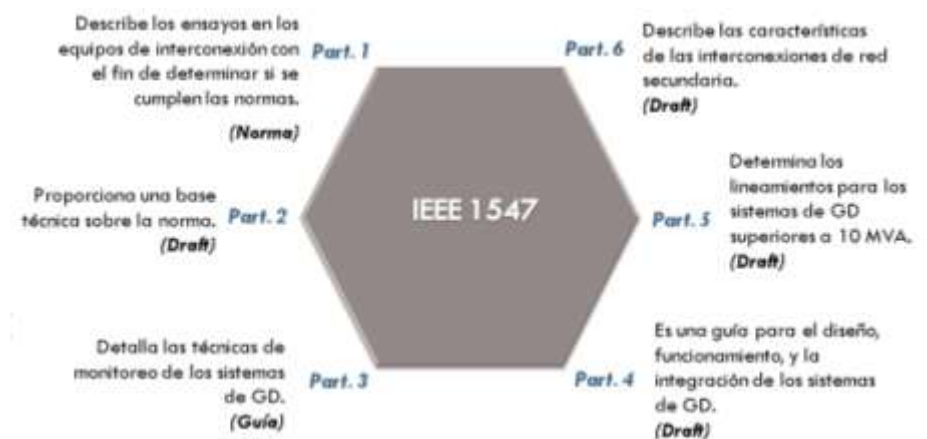 Describe los ensayos en los
equipos de interconexión con
el fin de determinar si se
cumplen las normas.
(Norma)
Part. 1
Proporciona una base
técnica sobre la norma.
(Draft)
Part. 2
Detalla las técnicas de
monitoreo de los sistemas
de GD.
(Guía)
Part. 3
IEEE 1547
Part. 6
Describe las características
de las interconexiones de red
secundaria.
(Draft)
Part. 5
Determina los
lineamientos para los
sistemas de GD
superiores a 10 MVA.
(Draft)
Part. 4
Es una guía para el diseño,
funcionamiento, y la
integración de los sistemas
de GD.
(Draft)